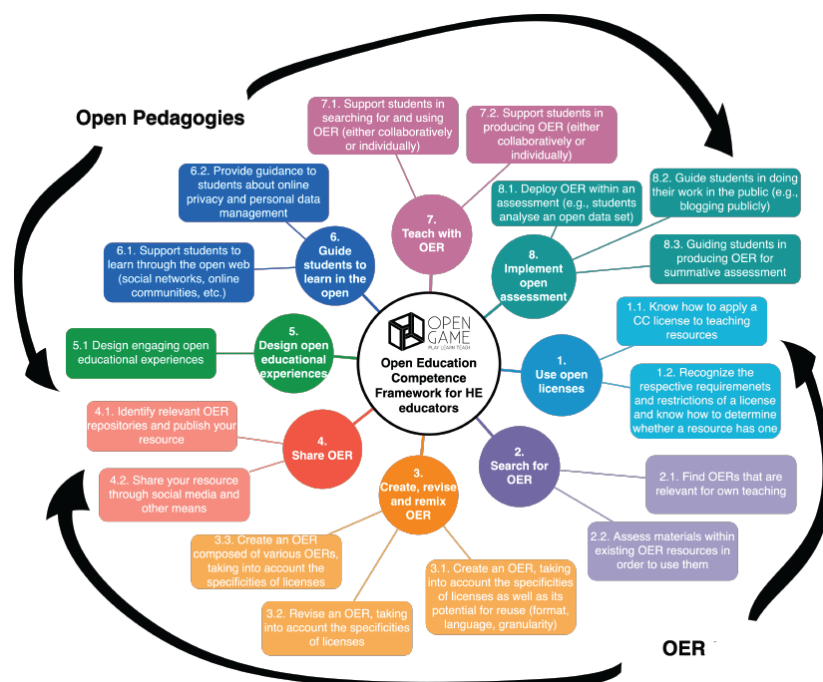 Open Pedagogies
7.1. Support students in
searching for and using
OER (either collaboratively
or individually)
7.2. Support students in
producing OER (either
collaboratively or
individually)
6.2. Provide guidance to
students about online
privacy and personal data
management
8.1. Deploy OER within an
assessment (e.g., students
analyse an open data set)
8.2. Guide students in doing
their work in the public (e.g.,
blogging publicly)
7.
Teach with
OER
6.
Guide
students to
learn in the
open
8.
Implement
open
assessment
6.1. Support students to
learn through the open web
(social networks, online
communities, etc.)
8.3. Guiding students in
producing OER for
summative assessment
OPEN
GAME
PLAY LEARN TEACH
Open Education
Competence
Framework for HE
educators
1.1. Know how to apply a
CC license to teaching
resources
5.1 Design engaging open
educational experiences
5.
Design open
educational
experiences
1.
Use open
licenses
1.2. Recognize the
respective requiremenets
and restrictions of a license
and know how to determine
whether a resource has one
4.1. Identify relevant OER
repositories and publish your
resource
4.
Share OER
2.
Search for
OER
4.2. Share your resource
through social media and
other means
3.
Create, revise
and remix
OER
2.1. Find OERs that are
relevant for own teaching
3.3. Create an OER
composed of various OERs,
taking into account the
specificities of licenses
2.2. Assess materials within
existing OER resources in
order to use them
3.1. Create an OER, taking
into account the specificities
of licenses as well as its
potential for reuse (format,
language, granularity)
3.2. Revise an OER, taking
into account the specificities
of licenses
OER